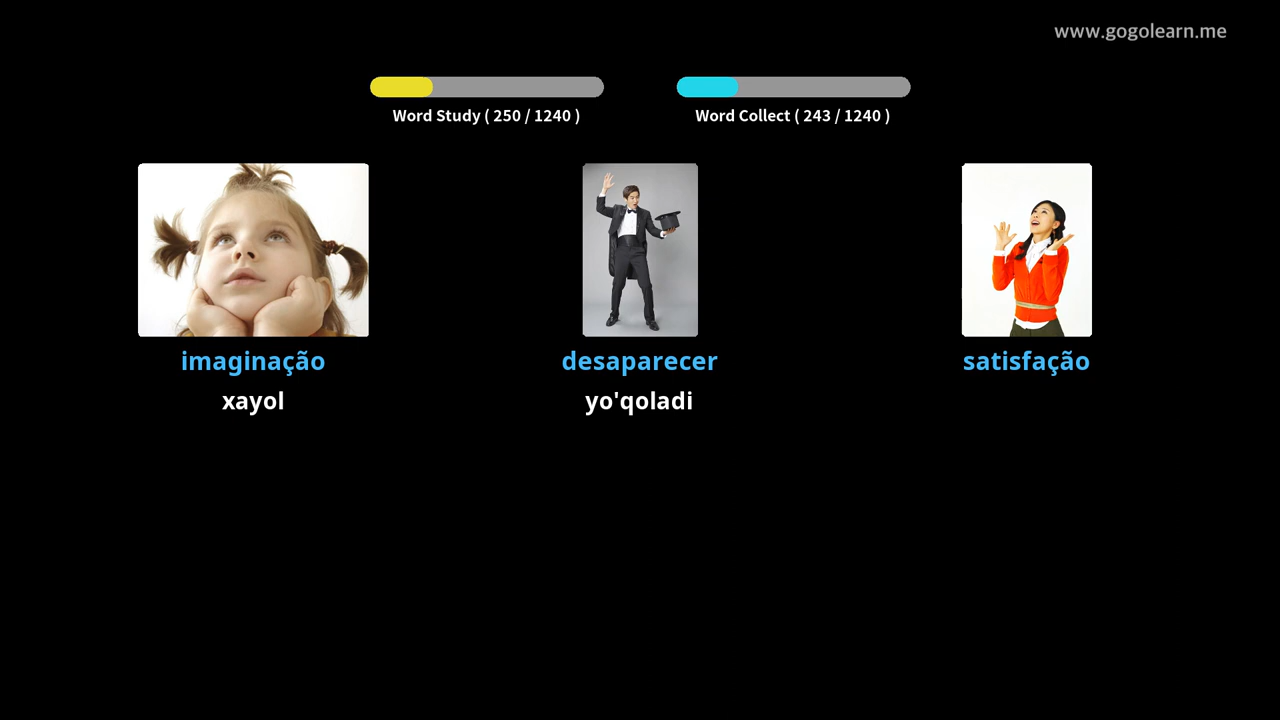 www.gogolearn.me
Word Study ( 250 / 1240 )
Word Collect ( 243 / 1240 )
imaginação
desaparecer
satisfação
xayol
yo'qoladi